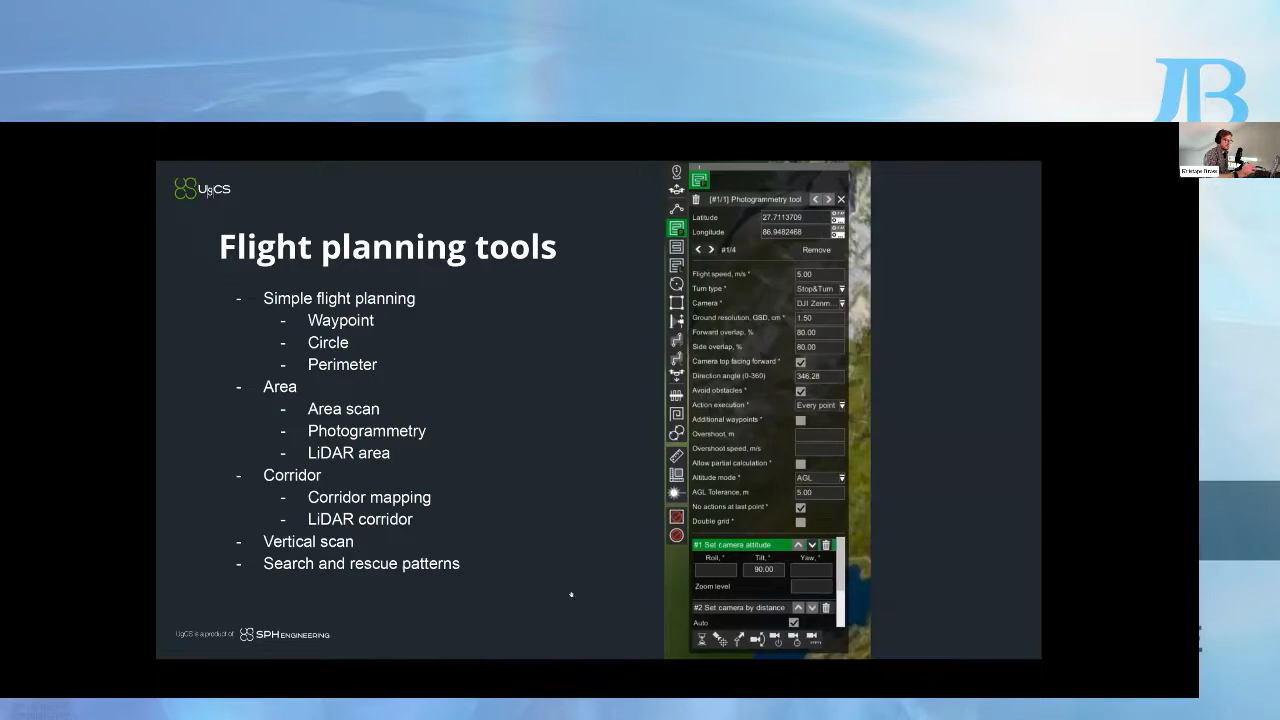 JB
UgCS
Flight planning tools
- Simple flight planning
- Waypoint
- Circle
- Perimeter
- Area
- Area scan
- Photogrammetry
- LiDAR area
- Corridor
- Corridor mapping
- LiDAR corridor
- Vertical scan
- Search and rescue patterns
UgCS is a product of SPH ENGINEERING
[#1/1] Photogrammetry tool
Latitude 27.7113709
Longitude 86.9482468
#1/4 Remove
Flight speed, m/s * 5.00
Turn type * Stop&Turn
Camera * DJI Zenm...
Ground resolution, GSD, cm * 1.50
Forward overlap, % 80.00
Side overlap, % 80.00
Camera top facing forward *
Direction angle (0-360) 346.28
Avoid obstacles *
Action execution * Every point
Additional waypoints *
Overshoot, m
Overshoot speed, m/s
Allow partial calculation *
Altitude mode * AGL
AGL Tolerance, m 5.00
No actions at last point *
Double grid *
#1 Set camera attitude
Roll, ° Tilt, ° Yaw, °
90.00
Zoom level
#2 Set camera by distance
Auto